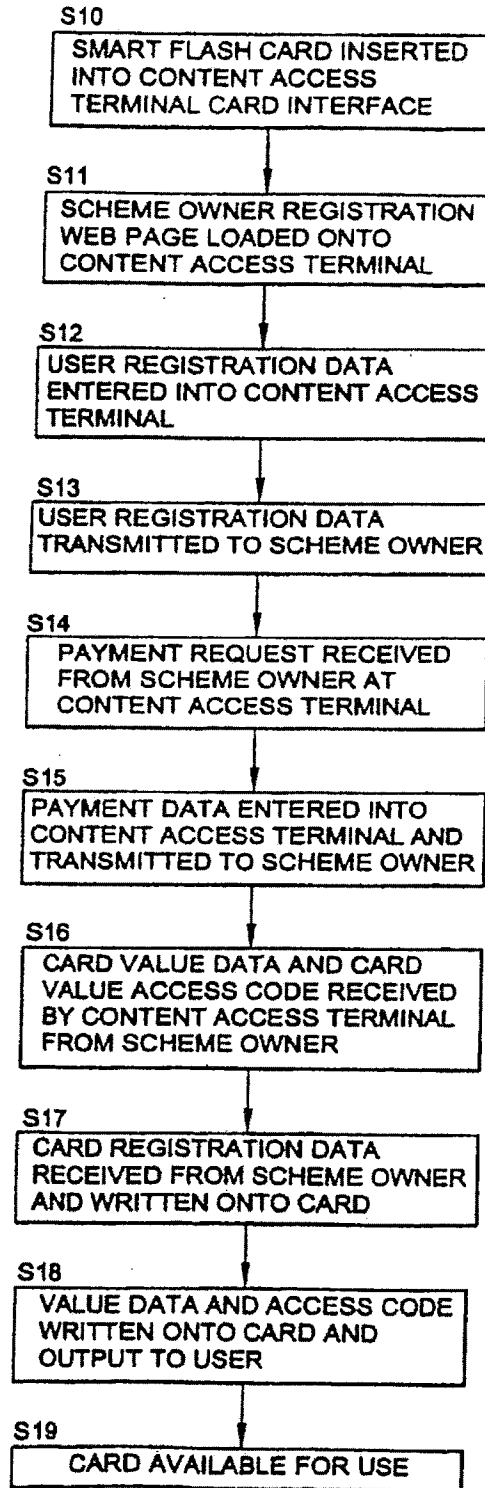 S10
SMART FLASH CARD INSERTED
INTO CONTENT ACCESS
TERMINAL CARD INTERFACE
S11
SCHEME OWNER REGISTRATION
WEB PAGE LOADED ONTO
CONTENT ACCESS TERMINAL
S12
USER REGISTRATION DATA
ENTERED INTO CONTENT ACCESS
TERMINAL
S13
USER REGISTRATION DATA
TRANSMITTED TO SCHEME OWNER
S14
PAYMENT REQUEST RECEIVED
FROM SCHEME OWNER AT
CONTENT ACCESS TERMINAL
S15
PAYMENT DATA ENTERED INTO
CONTENT ACCESS TERMINAL AND
TRANSMITTED TO SCHEME OWNER
S16
CARD VALUE DATA AND CARD
VALUE ACCESS CODE RECEIVED
BY CONTENT ACCESS TERMINAL
FROM SCHEME OWNER
S17
CARD REGISTRATION DATA
RECEIVED FROM SCHEME OWNER
AND WRITTEN ONTO CARD
S18
VALUE DATA AND ACCESS CODE
WRITTEN ONTO CARD AND
OUTPUT TO USER
S19
CARD AVAILABLE FOR USE